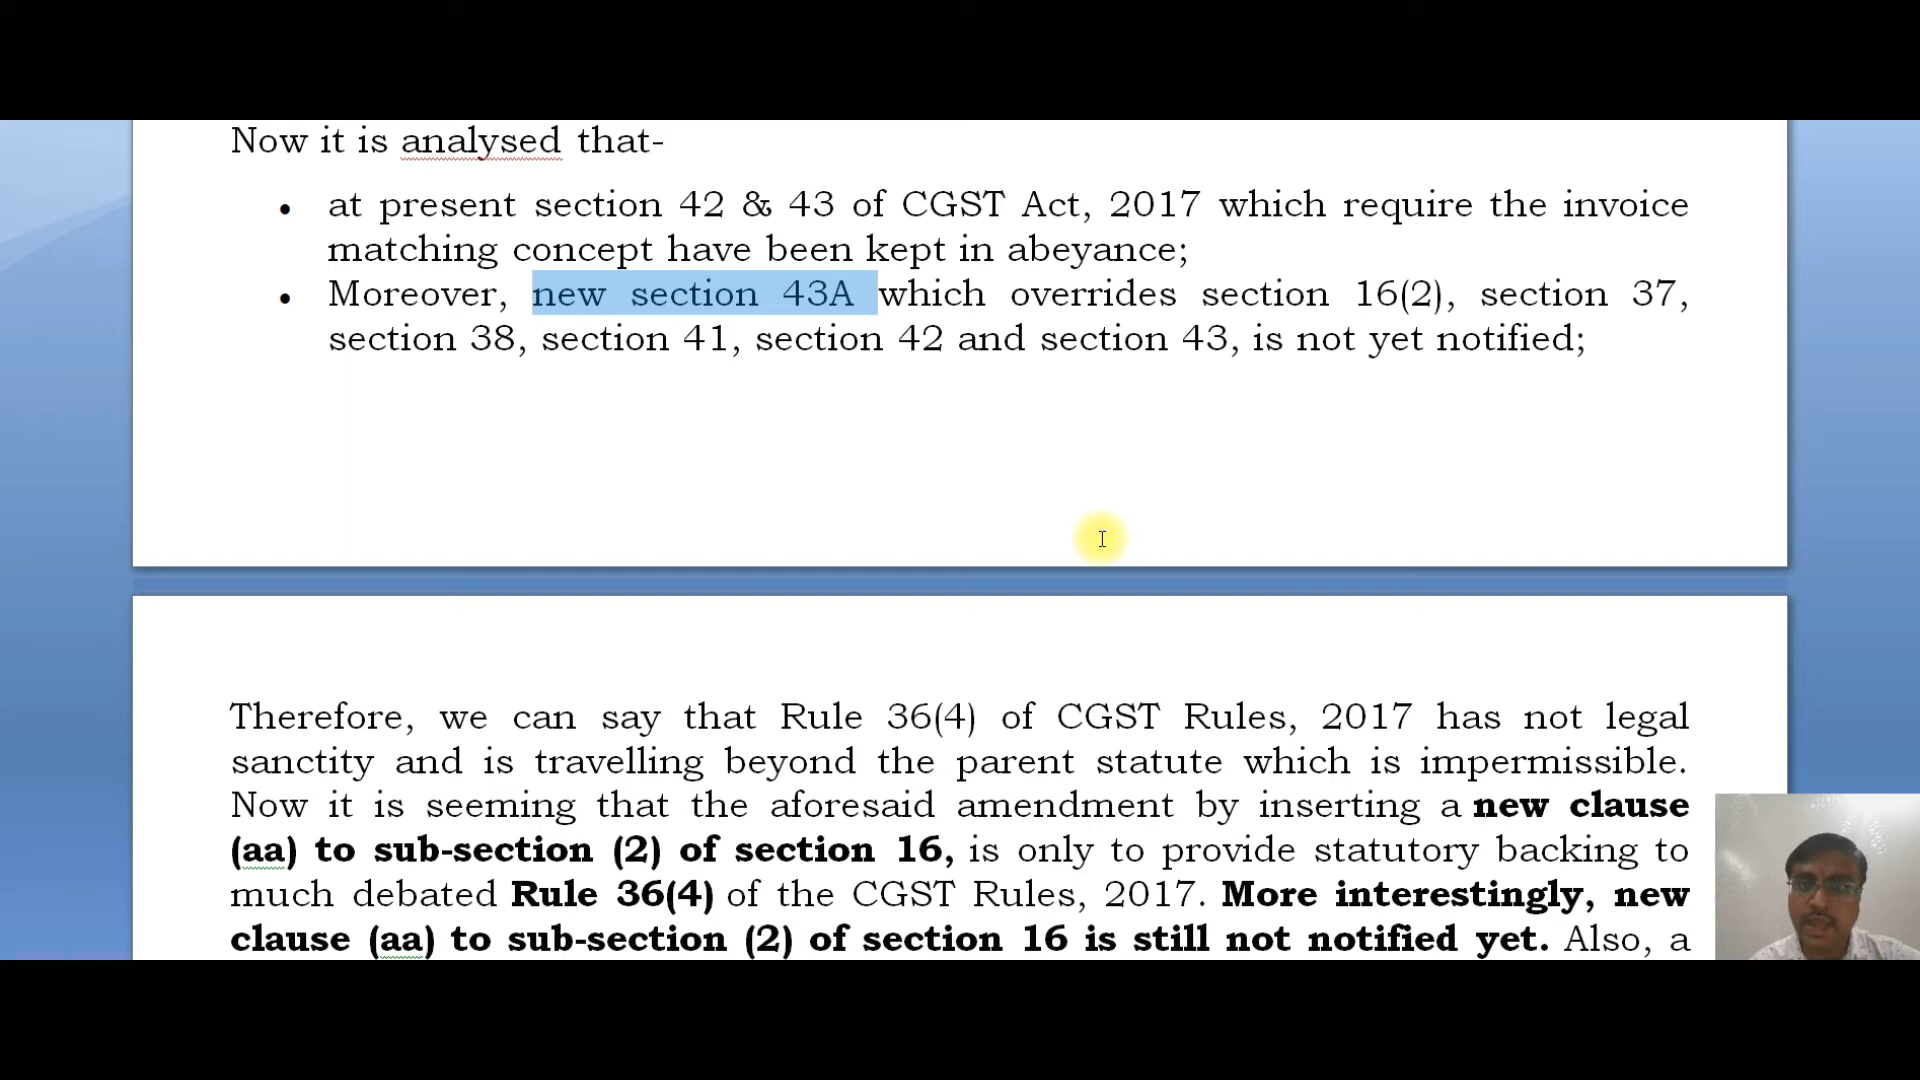 Now it is analysed that-
• at present section 42 & 43 of CGST Act, 2017 which require the invoice
matching concept have been kept in abeyance;
• Moreover, new section 43A which overrides section 16(2), section 37,
section 38, section 41, section 42 and section 43, is not yet notified;
Therefore, we can say that Rule 36(4) of CGST Rules, 2017 has not legal
sanctity and is travelling beyond the parent statute which is impermissible.
Now it is seeming that the aforesaid amendment by inserting a new clause
(aa) to sub-section (2) of section 16, is only to provide statutory backing to
much debated Rule 36(4) of the CGST Rules, 2017. More interestingly, new
clause (aa) to sub-section (2) of section 16 is still not notified yet. Also, a